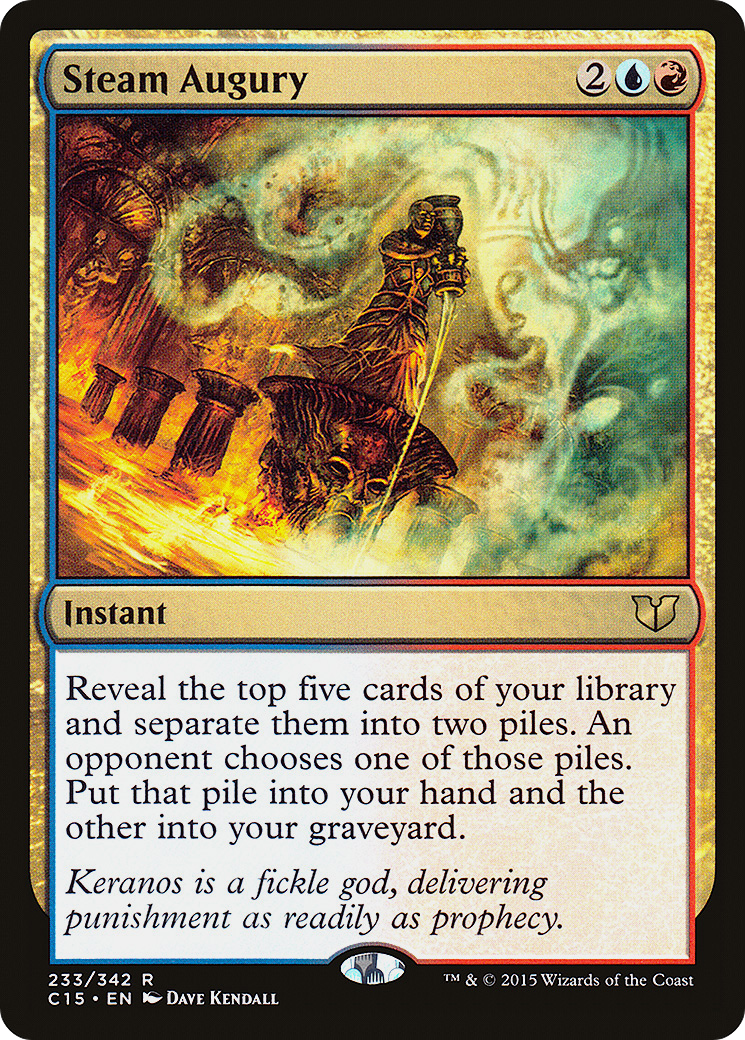 Steam Augury 2
Instant
Reveal the top five cards of your library
and separate them into two piles. An
opponent chooses one of those piles.
Put that pile into your hand and the
other into your graveyard.
Keranos is a fickle god, delivering
punishment as readily as prophecy.
233/342 R
C15 • EN Dave Kendall
™ & © 2015 Wizards of the Coast